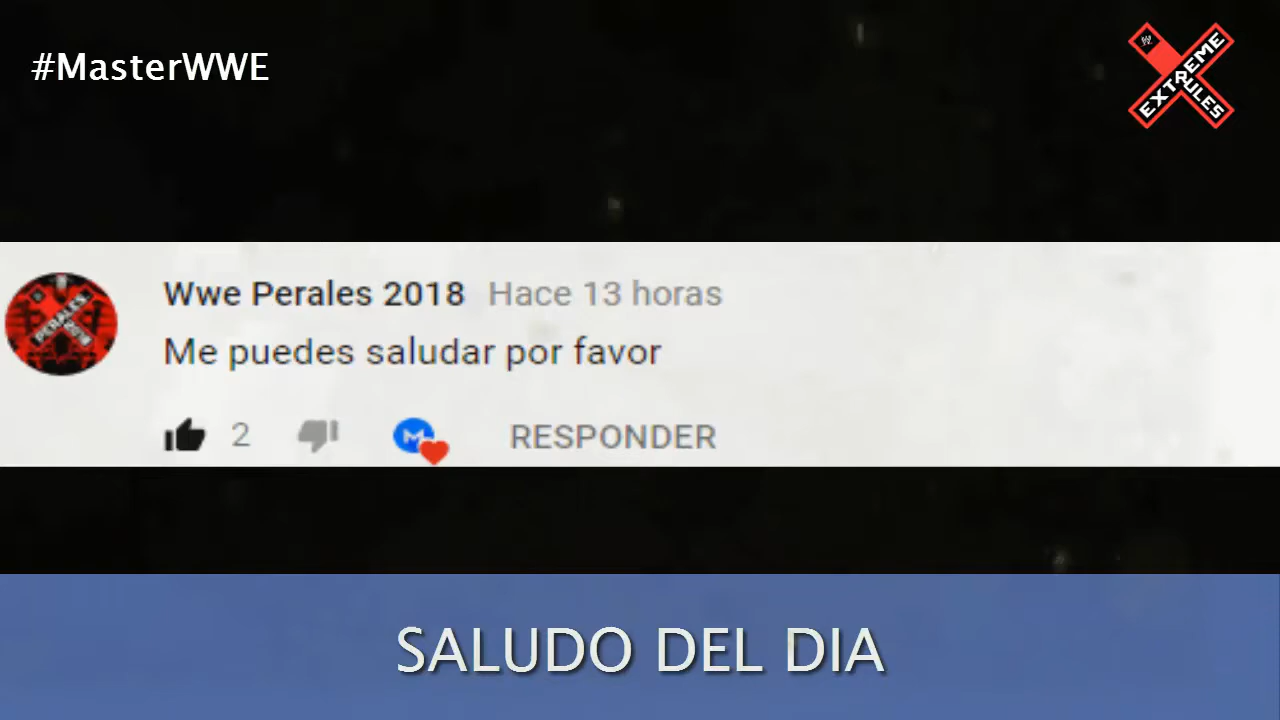 #MasterWWE
EXTREME
RULES
Wwe Perales 2018 Hace 13 horas
Me puedes saludar por favor
2
RESPONDER
SALUDO DEL DIA